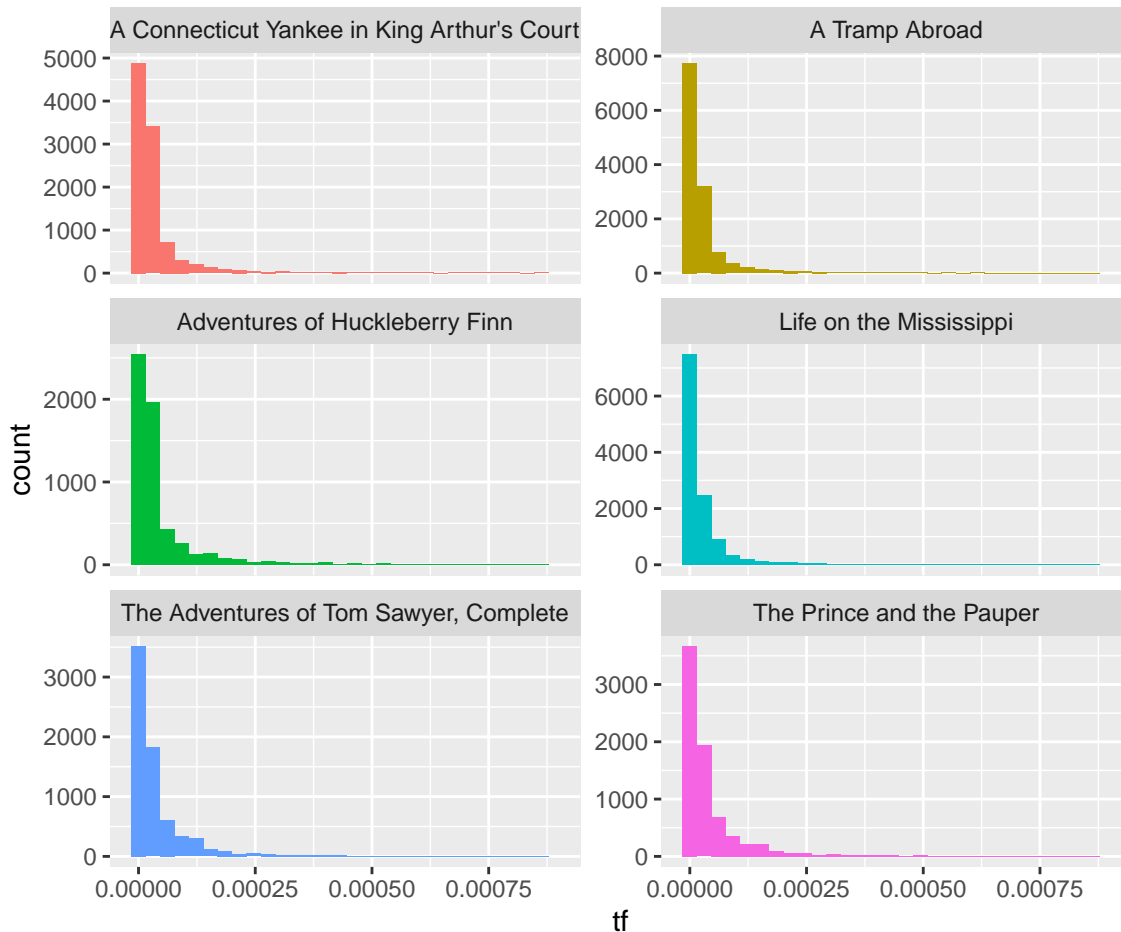 A Connecticut Yankee in King Arthur's Court
A Tramp Abroad
5000
4000
3000
2000
1000
0
8000
6000
4000
2000
0
Adventures of Huckleberry Finn
Life on the Mississippi
2000
1000
0
6000
4000
2000
0
The Adventures of Tom Sawyer, Complete
The Prince and the Pauper
3000
2000
1000
0
3000
2000
1000
0
0.00000 0.00025 0.00050 0.00075
0.00000 0.00025 0.00050 0.00075
count
tf